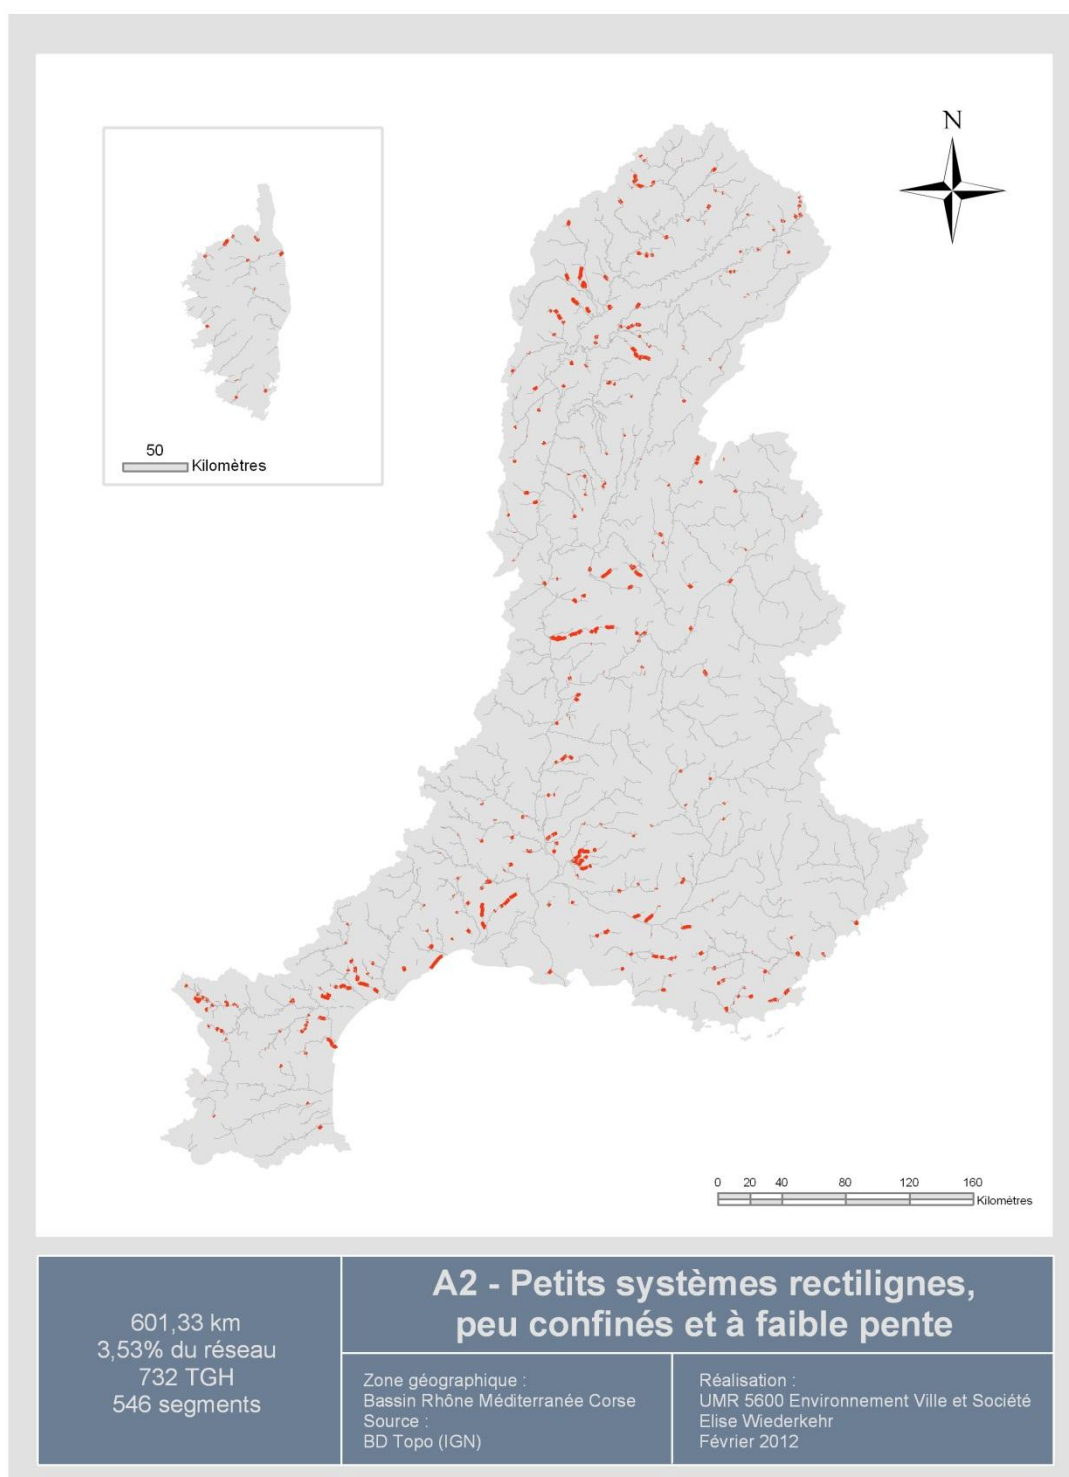 N
50
Kilomètres
0 20 40 80 120 160
Kilométres
601,33 km
3,53% du réseau
732 TGH
546 segments
A2 - Petits systèmes rectilignes,
peu confinés et à faible pente
Zone géographique :
Bassin Rhône Méditerranée Corse
Source :
BD Topo (IGN)
Réalisation :
UMR 5600 Environnement Ville et Société
Elise Wiederkehr
Février 2012